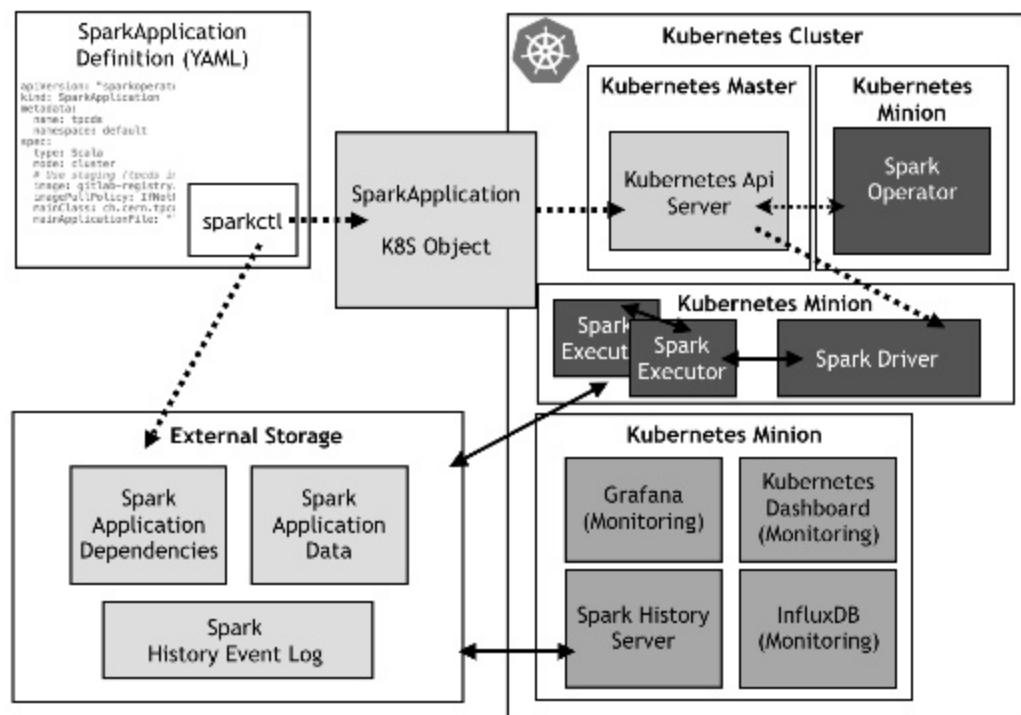 SparkApplication
Definition (YAML)
kind: SparkApplication
metadata:
name: tpcds
namespace: default
spec:
type: Scala
mode: cluster
# Use staging (tpcds
image: gitlab-registry.
imagePullPolicy: IfNot
mainClass: ch.cern.tpc
mainApplicationFile: "
sparkctl
SparkApplication
K8S Object
Kubernetes Cluster
Kubernetes Master
Kubernetes Api
Server
Kubernetes
Minion
Spark
Operator
Kubernetes Minion
Spark
Spark
Executor
Spark Driver
External Storage
Spark
Application
Dependencies
Spark
Application
Data
Spark
History Event Log
Kubernetes Minion
Grafana
(Monitoring)
Kubernetes
Dashboard
(Monitoring)
Spark History
Server
InfluxDB
(Monitoring)